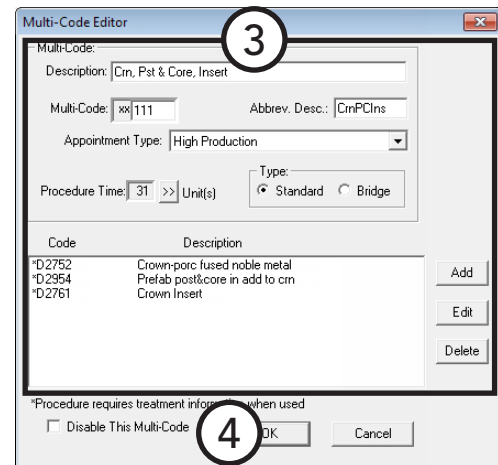 Multi-Code Editor
3
Multi-Code:
Description: Crn, Pst & Core, Insert
Multi-Code: xx 111 Abbrev. Desc.: CrnPCIns
Appointment Type: High Production
Procedure Time: 31 >> Unit(s)
Type:
Standard Bridge
Code Description
*D2752 Crown-porc fused noble metal
*D2954 Prefab post&core in add to crn
*D2761 Crown Insert
Add
Edit
Delete
*Procedure requires treatment information when used
Disable This Multi-Code
4
OK Cancel